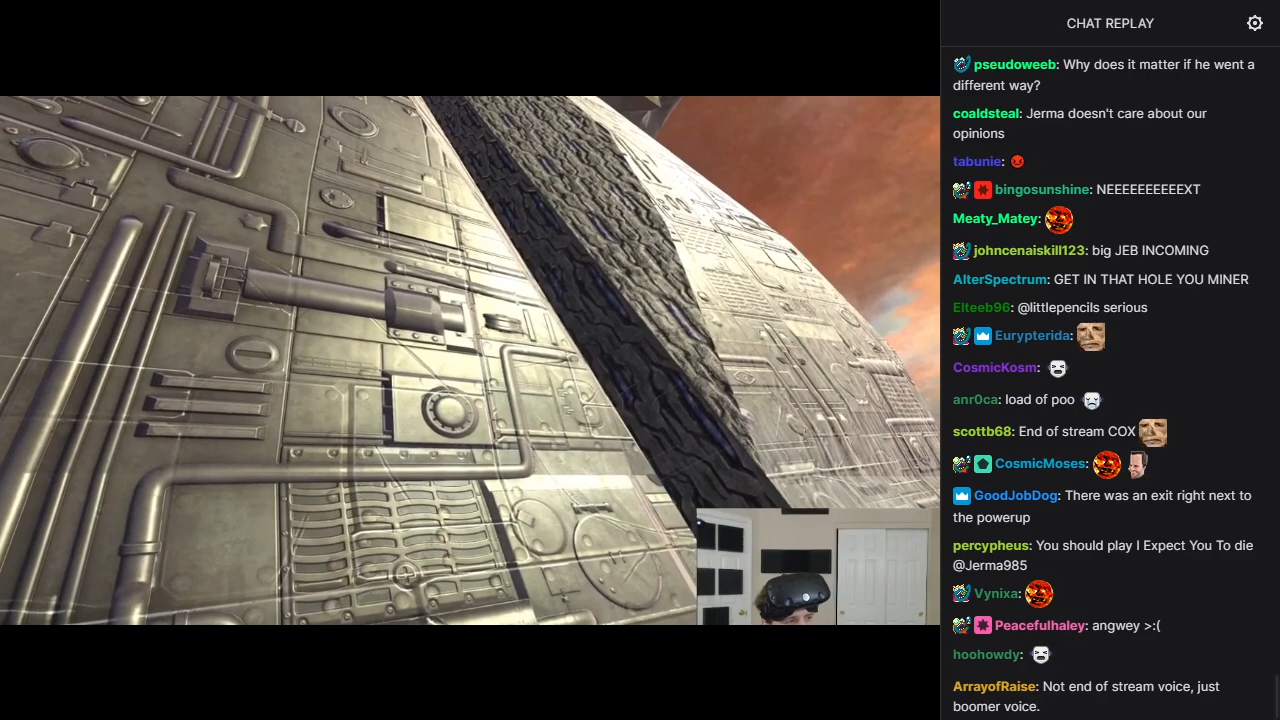 CHAT REPLAY
pseudoweeb: Why does it matter if he went a
different way?
coaldsteal: Jerma doesn't care about our
opinions
tabunie:
bingosunshine: NEEEEEEEEEEXT
Meaty_Matey:
johncenaiskill123: big JEB INCOMING
AlterSpectrum: GET IN THAT HOLE YOU MINER
Elteeb96: @littlepencils serious
Eurypterida:
CosmicKosm:
anr0ca: load of poo
scottb68: End of stream COX
CosmicMoses:
GoodJobDog: There was an exit right next to
the powerup
percypheus: You should play I Expect You To die
@Jerma985
Vynixa:
Peacefulhaley: angwey >:(
hoohowdy:
ArrayofRaise: Not end of stream voice, just
boomer voice.